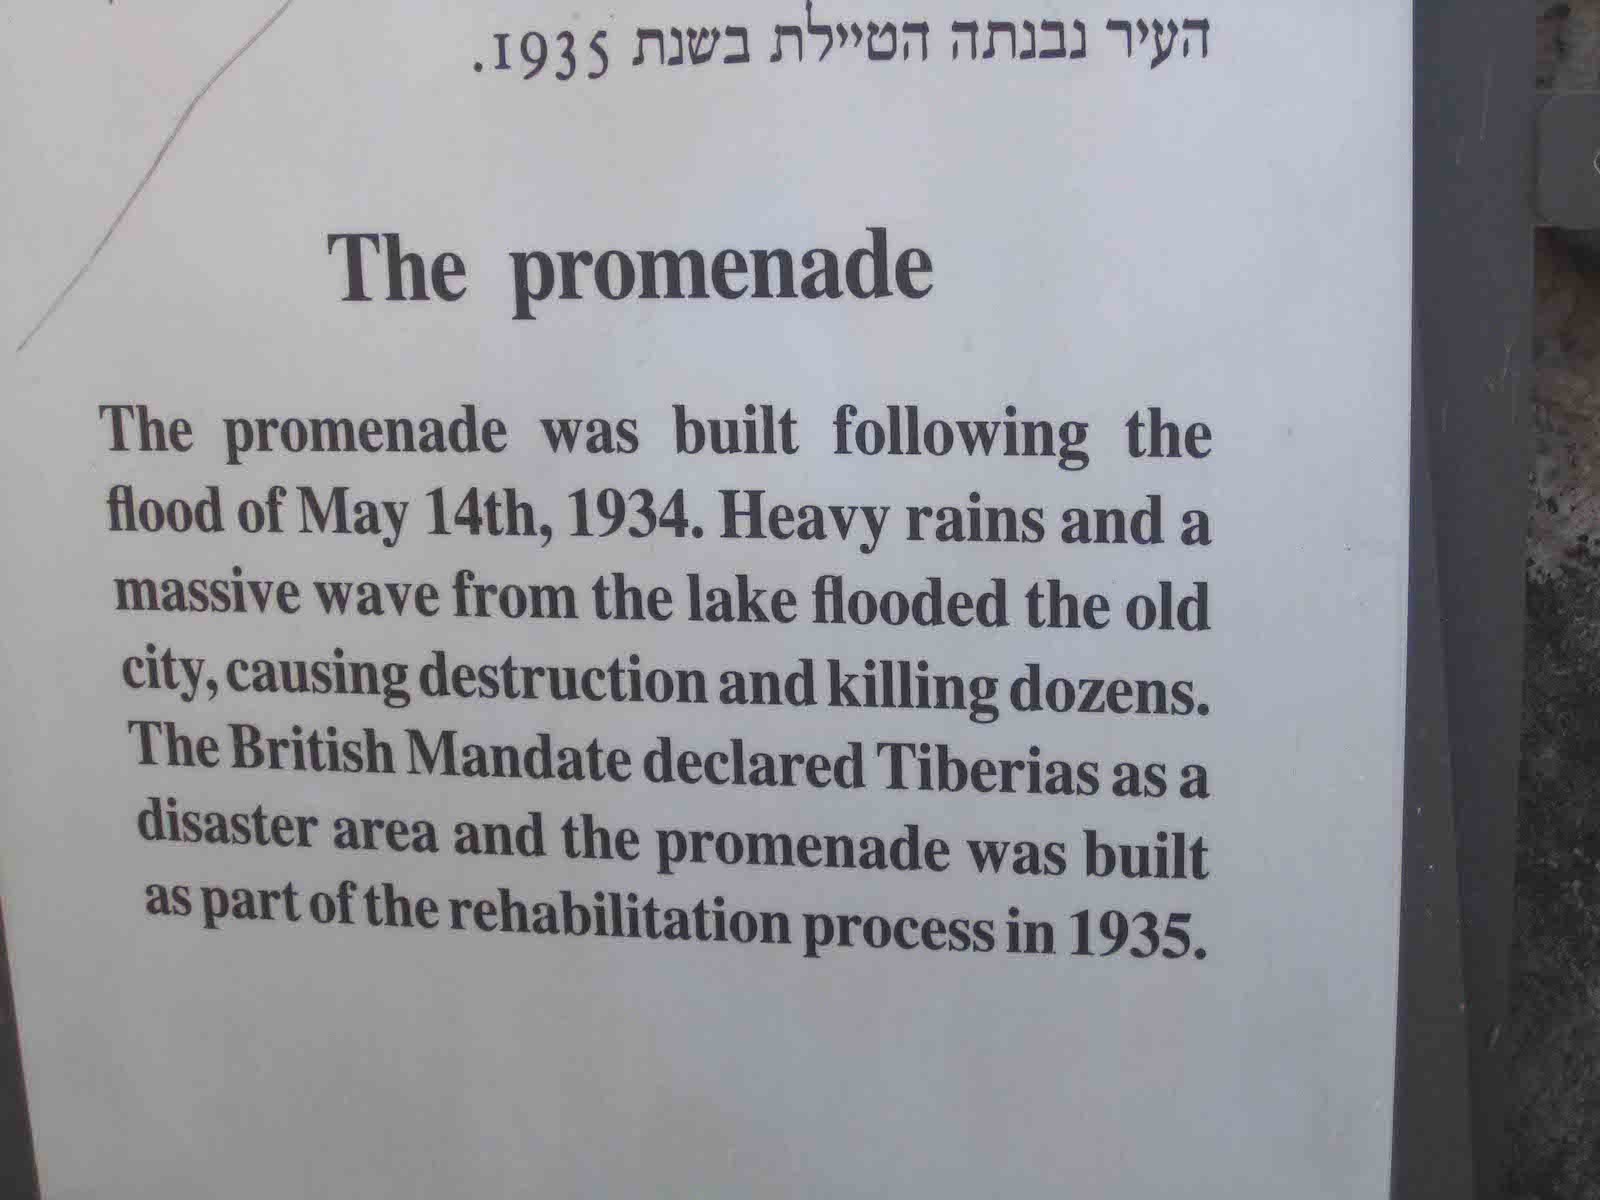 העיר נבנתה הטיילת בשנת 1935.
The promenade
The promenade was built following the
flood of May 14th, 1934. Heavy rains and a
massive wave from the lake flooded the old
city, causing destruction and killing dozens.
The British Mandate declared Tiberias as a
disaster area and the promenade was built
as part of the rehabilitation process in 1935.